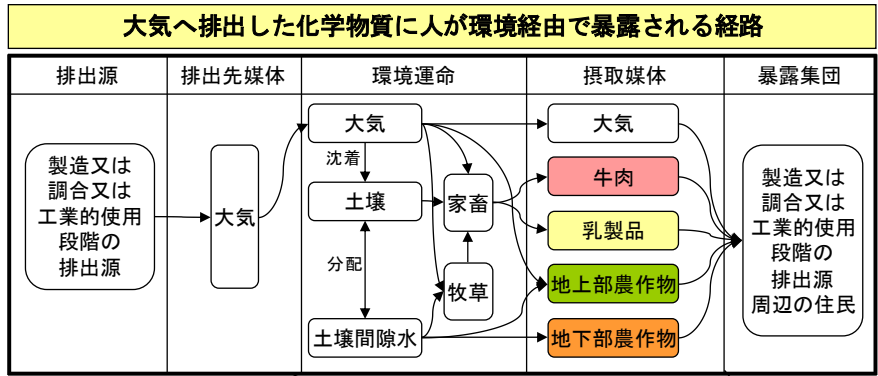 大気へ排出した化学物質に人が環境経由で暴露される経路
排出源
排出先媒体
環境運命
摂取媒体
暴露集団
製造又は
調合又は
工業的使用
段階の
排出源
大気
大気
沈着
土壌
分配
土壌間隙水
家畜
牧草
大気
牛肉
乳製品
地上部農作物
地下部農作物
製造又は
調合又は
工業的使用
段階の
排出源
周辺の住民